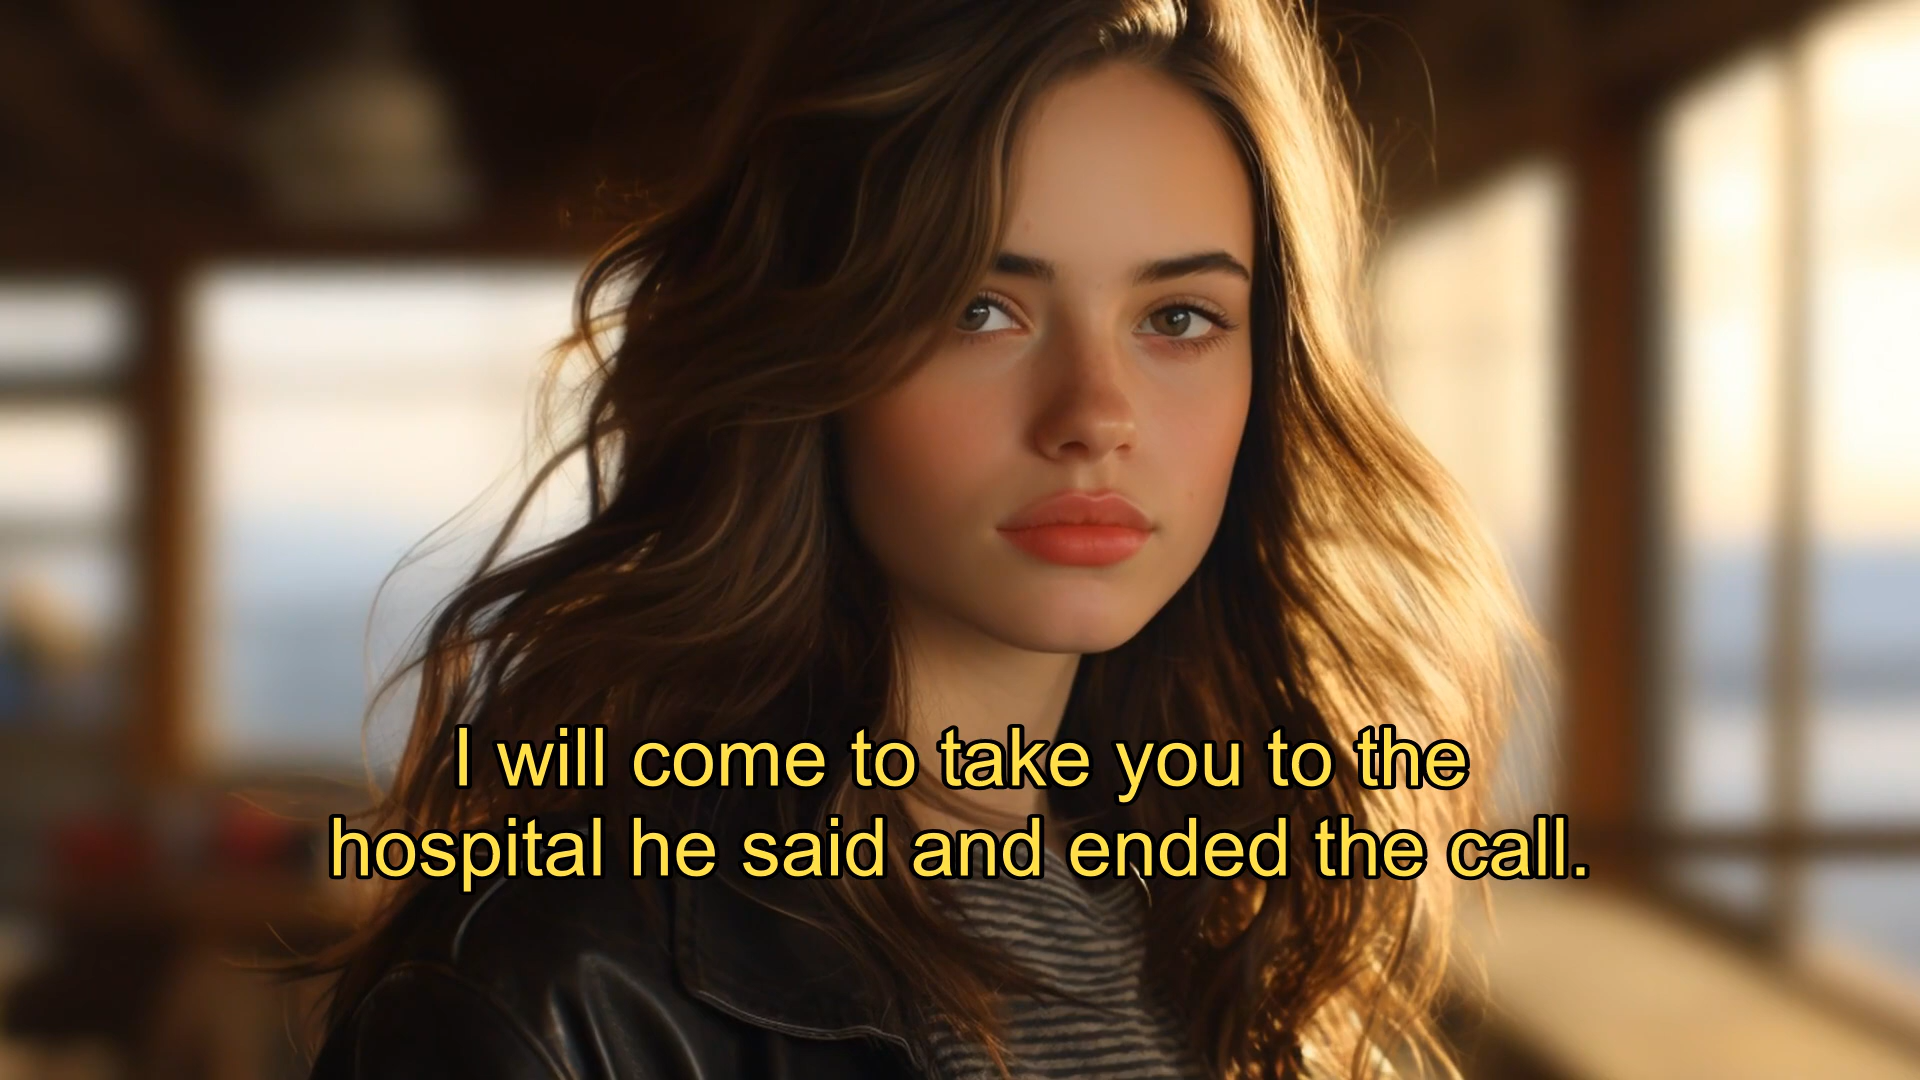 I will come to take you to the
hospital he said and ended the call.